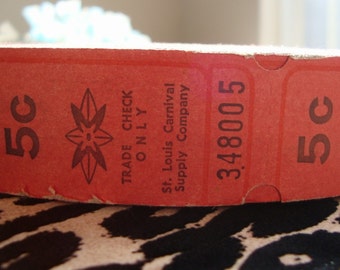 5c
TRADE CHECK
ONLY
St. Louis Carnival
Supply Company
348005
5c